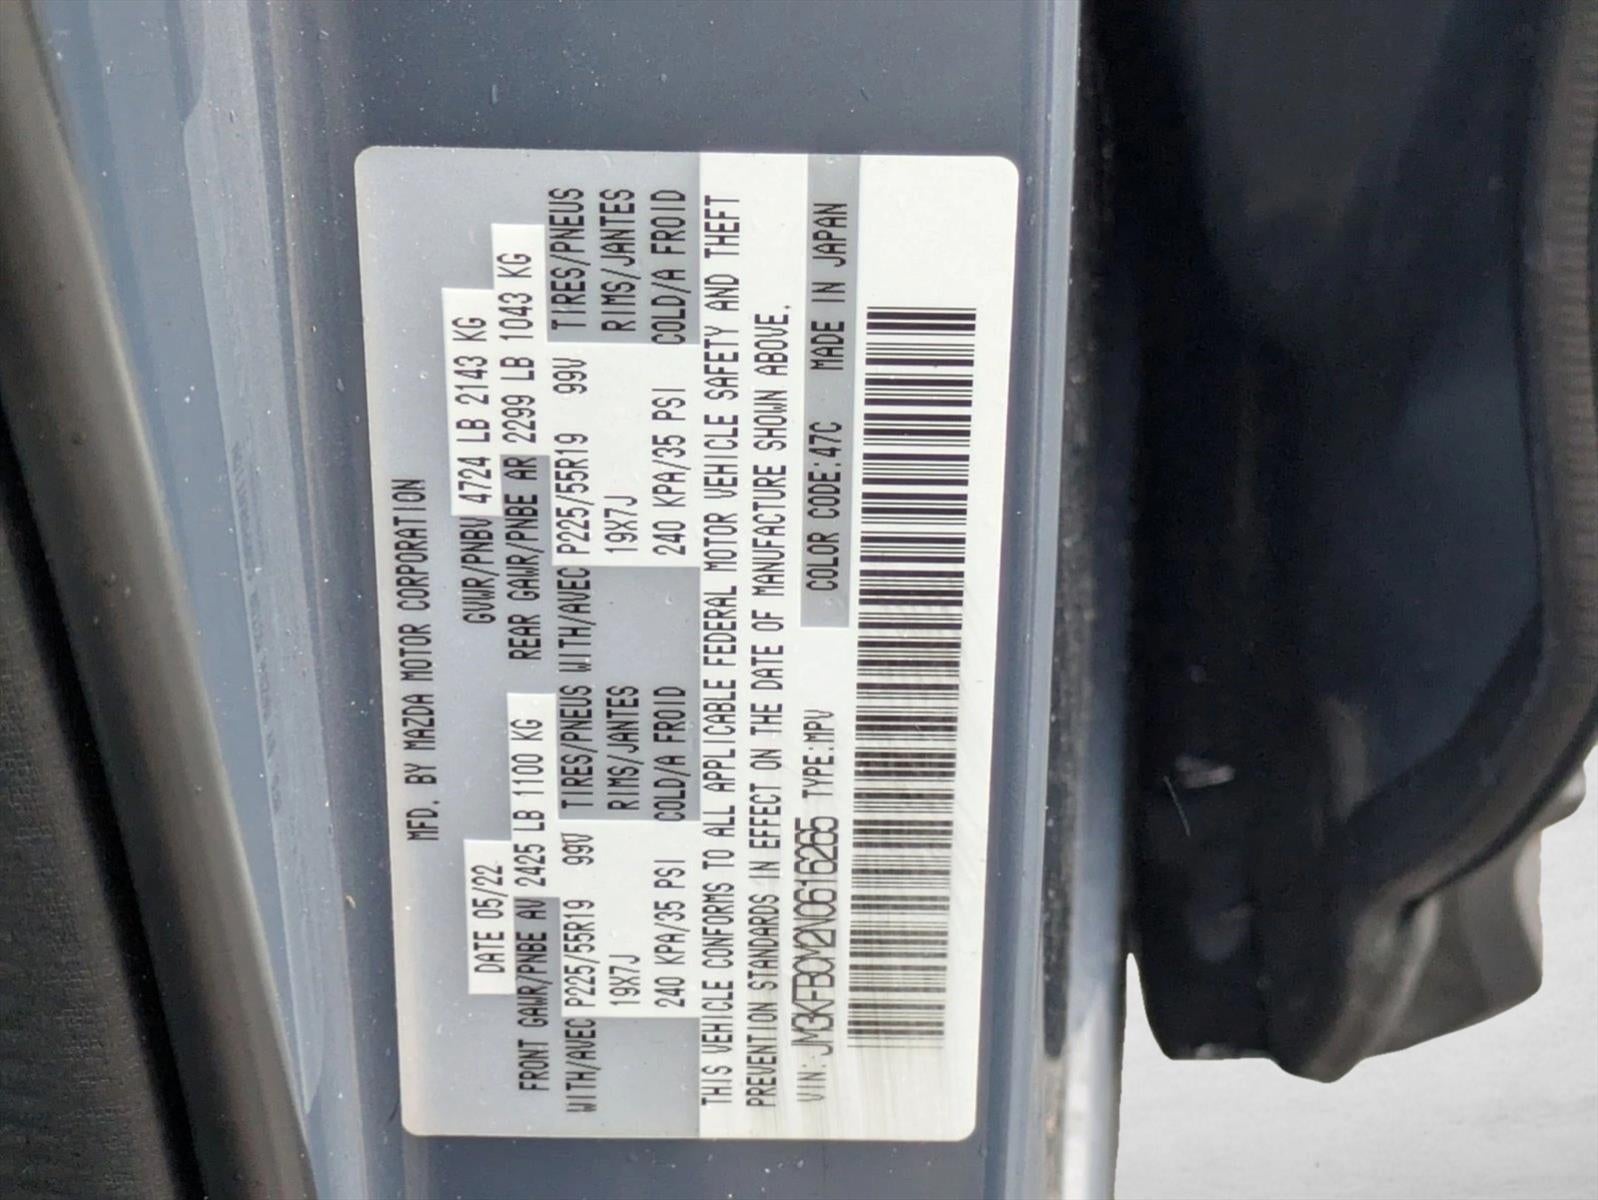 MFD. BY MAZDA MOTOR CORPORATION
DATE 05/22 GVWR/PNBV 4724 LB 2143 KG
FRONT GAWR/PNBE AV 2425 LB 1100 KG REAR GAWR/PNBE AR 2299 LB 1043 KG
WITH/AVEC P225/55R19 99V TIRES/PNEUS WITH/AVEC P225/55R19 99V TIRES/PNEUS
19X7J RIMS/JANTES 19X7J RIMS/JANTES
240 KPA/35 PSI COLD/A FROID 240 KPA/35 PSI COLD/A FROID
THIS VEHICLE CONFORMS TO ALL APPLICABLE FEDERAL MOTOR VEHICLE SAFETY AND THEFT
PREVENTION STANDARDS IN EFFECT ON THE DATE OF MANUFACTURE SHOWN ABOVE.
VIN: JM3KFBCM2N0616265 TYPE:MPV COLOR CODE:47C MADE IN JAPAN